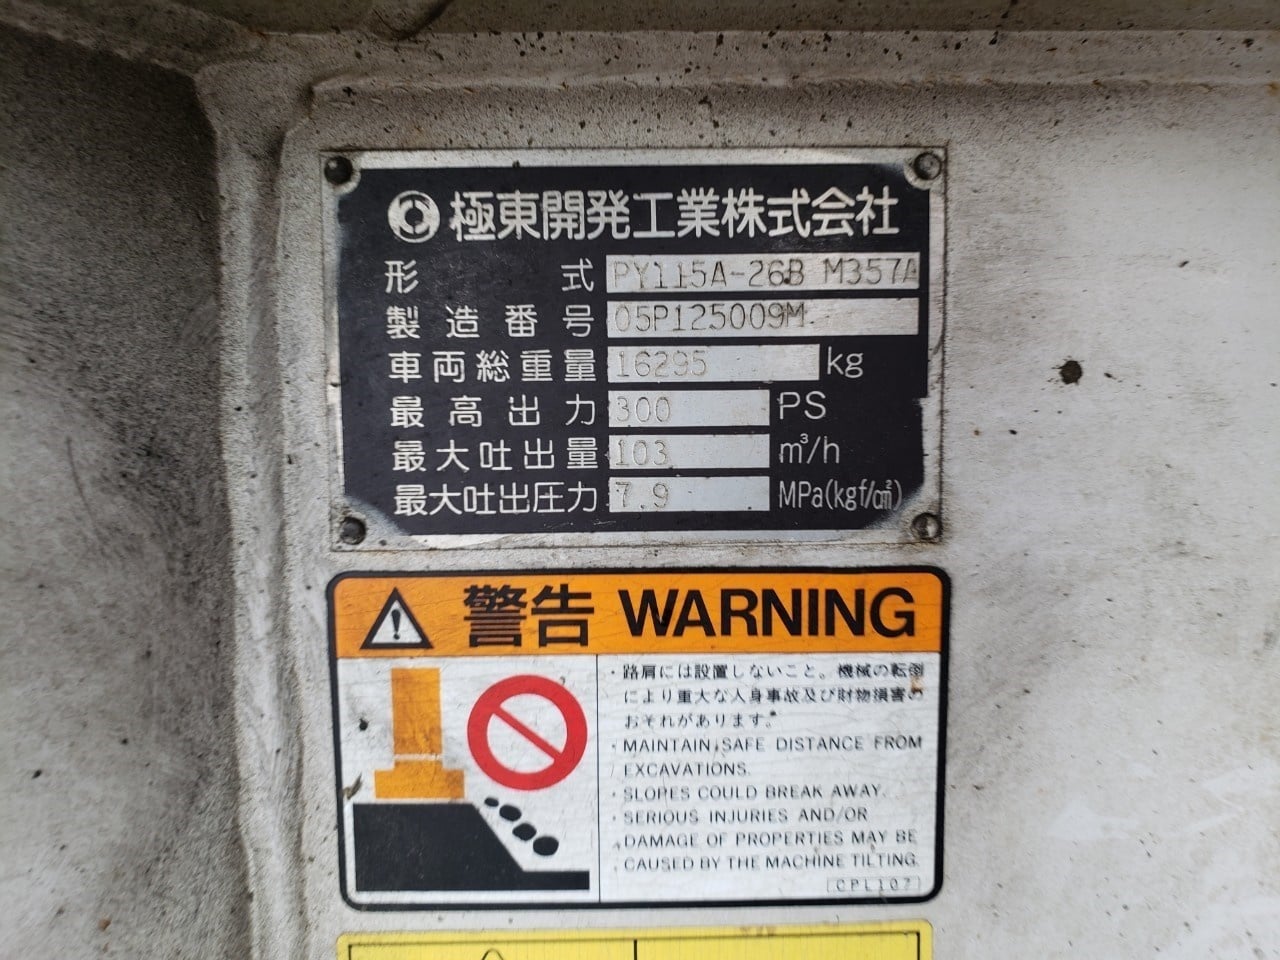 極東開発工業株式会社
形式 PY115A-26B M357A
製造番号 05P125009M
車両総重量 16295 kg
最高出力 300 PS
最大吐出量 103 m³/h
最大吐出圧力 7.9 MPa(kgf/c㎡)
警告 WARNING
・路肩には設置しないこと。機械の転倒
により重大な人身事故及び財物損害の
おそれがあります。
・MAINTAIN SAFE DISTANCE FROM
EXCAVATIONS.
・SLOPES COULD BREAK AWAY.
・SERIOUS INJURIES AND/OR
DAMAGE OF PROPERTIES MAY BE
CAUSED BY THE MACHINE TILTING.
CPL107